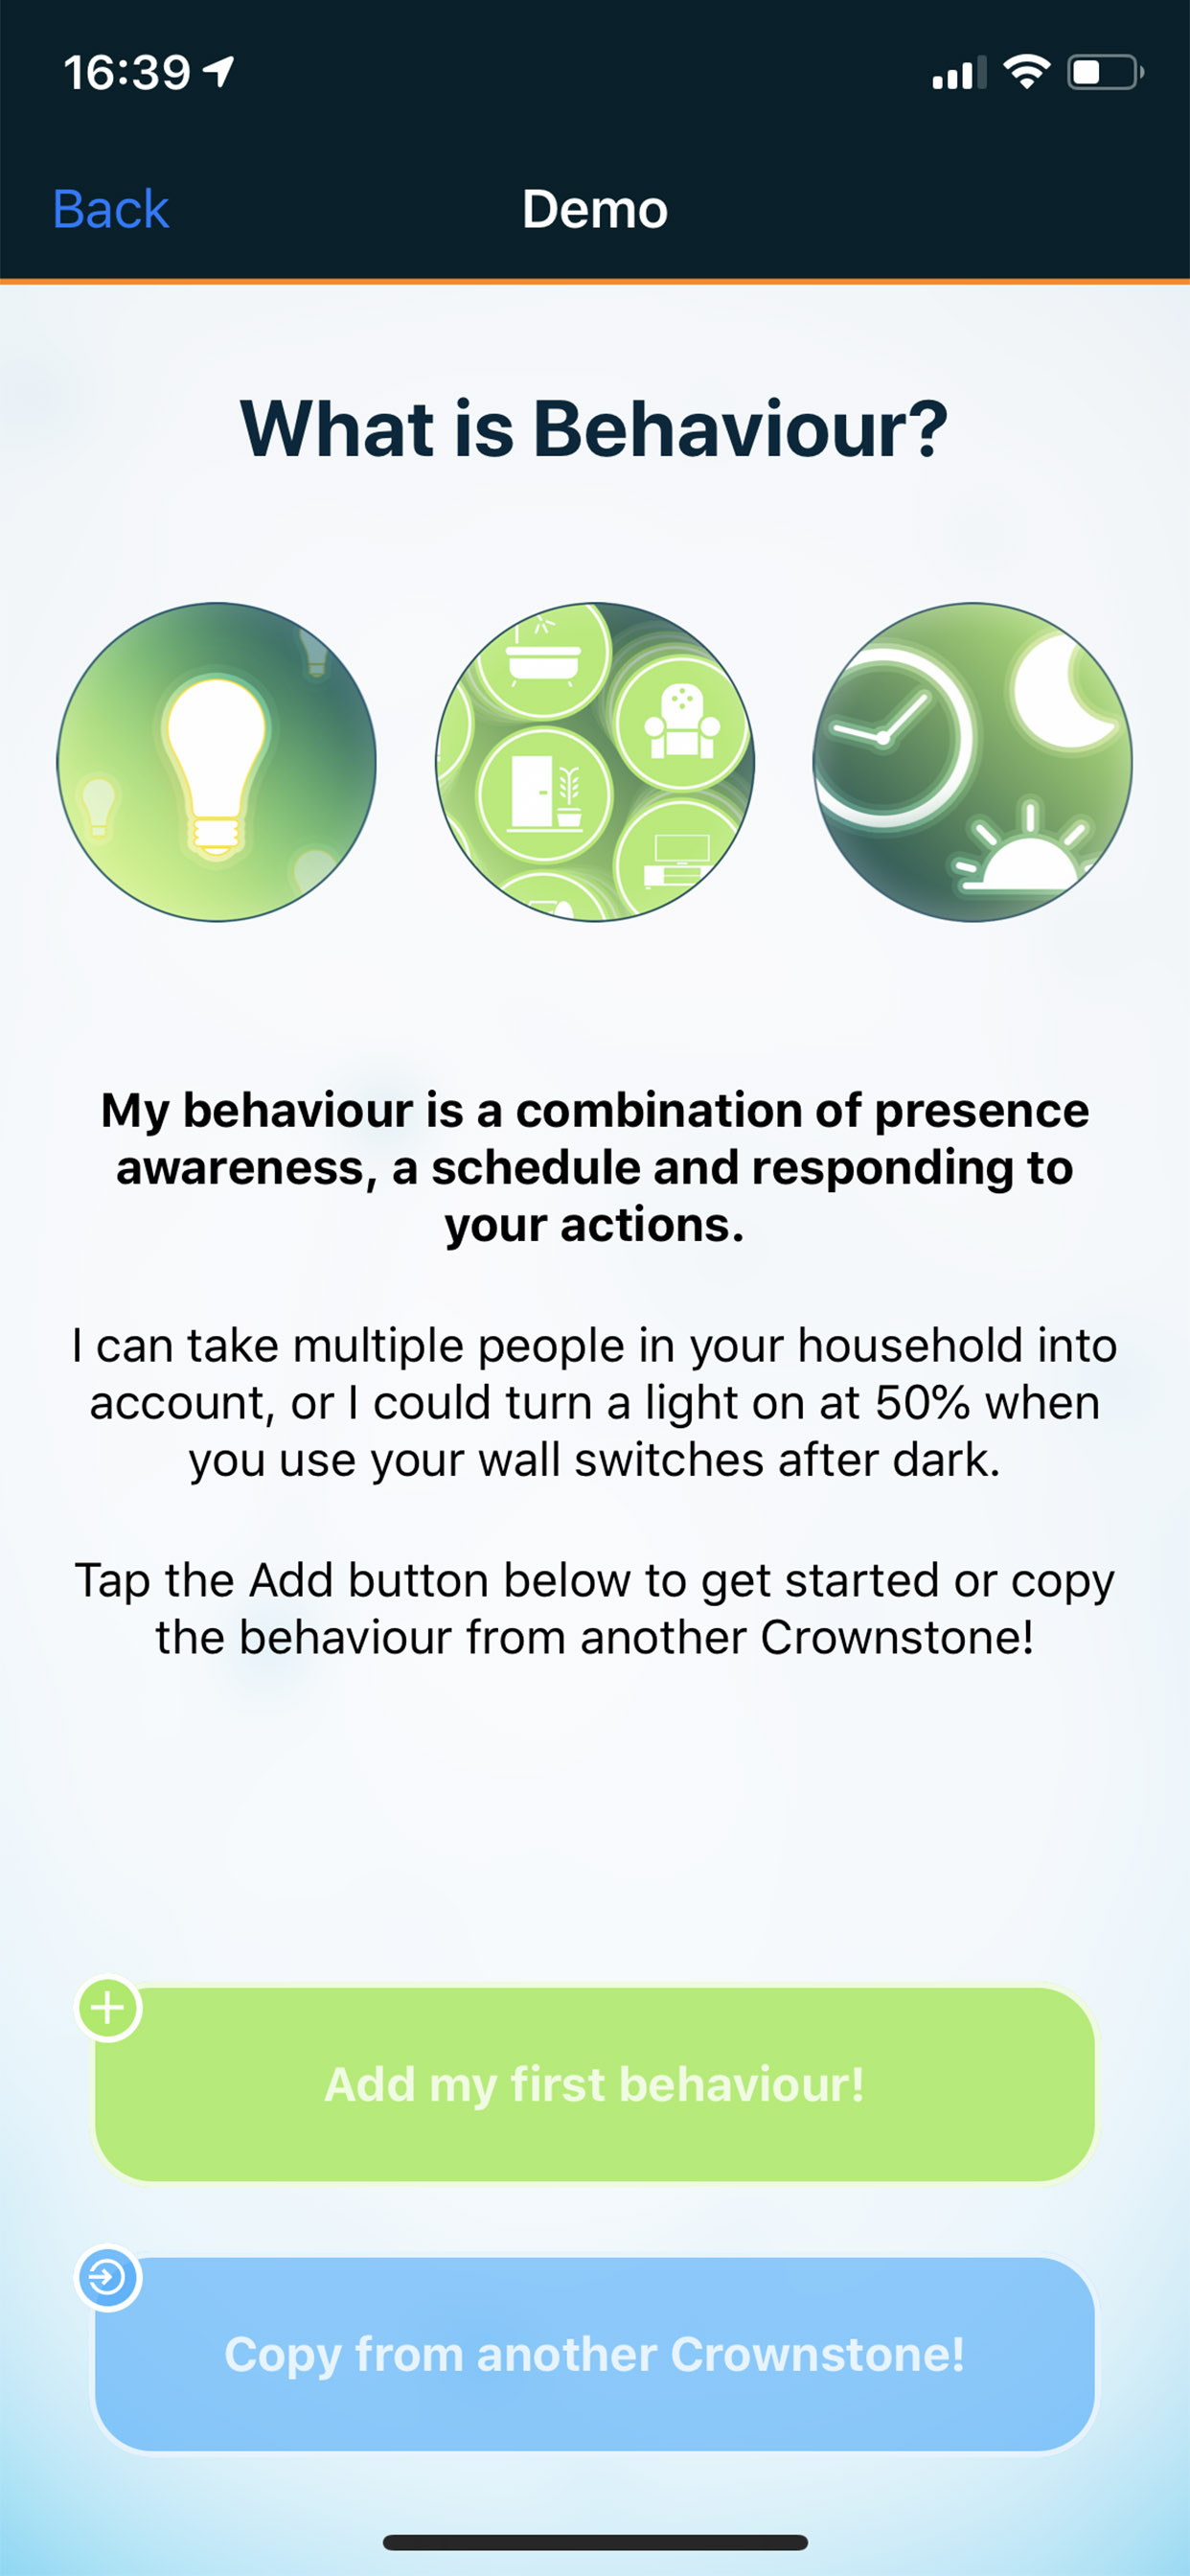 16:39
Back
Demo
What is Behaviour?
My behaviour is a combination of presence
awareness, a schedule and responding to
your actions.
I can take multiple people in your household into
account, or I could turn a light on at 50% when
you use your wall switches after dark.
Tap the Add button below to get started or copy
the behaviour from another Crownstone!
Add my first behaviour!
Copy from another Crownstone!